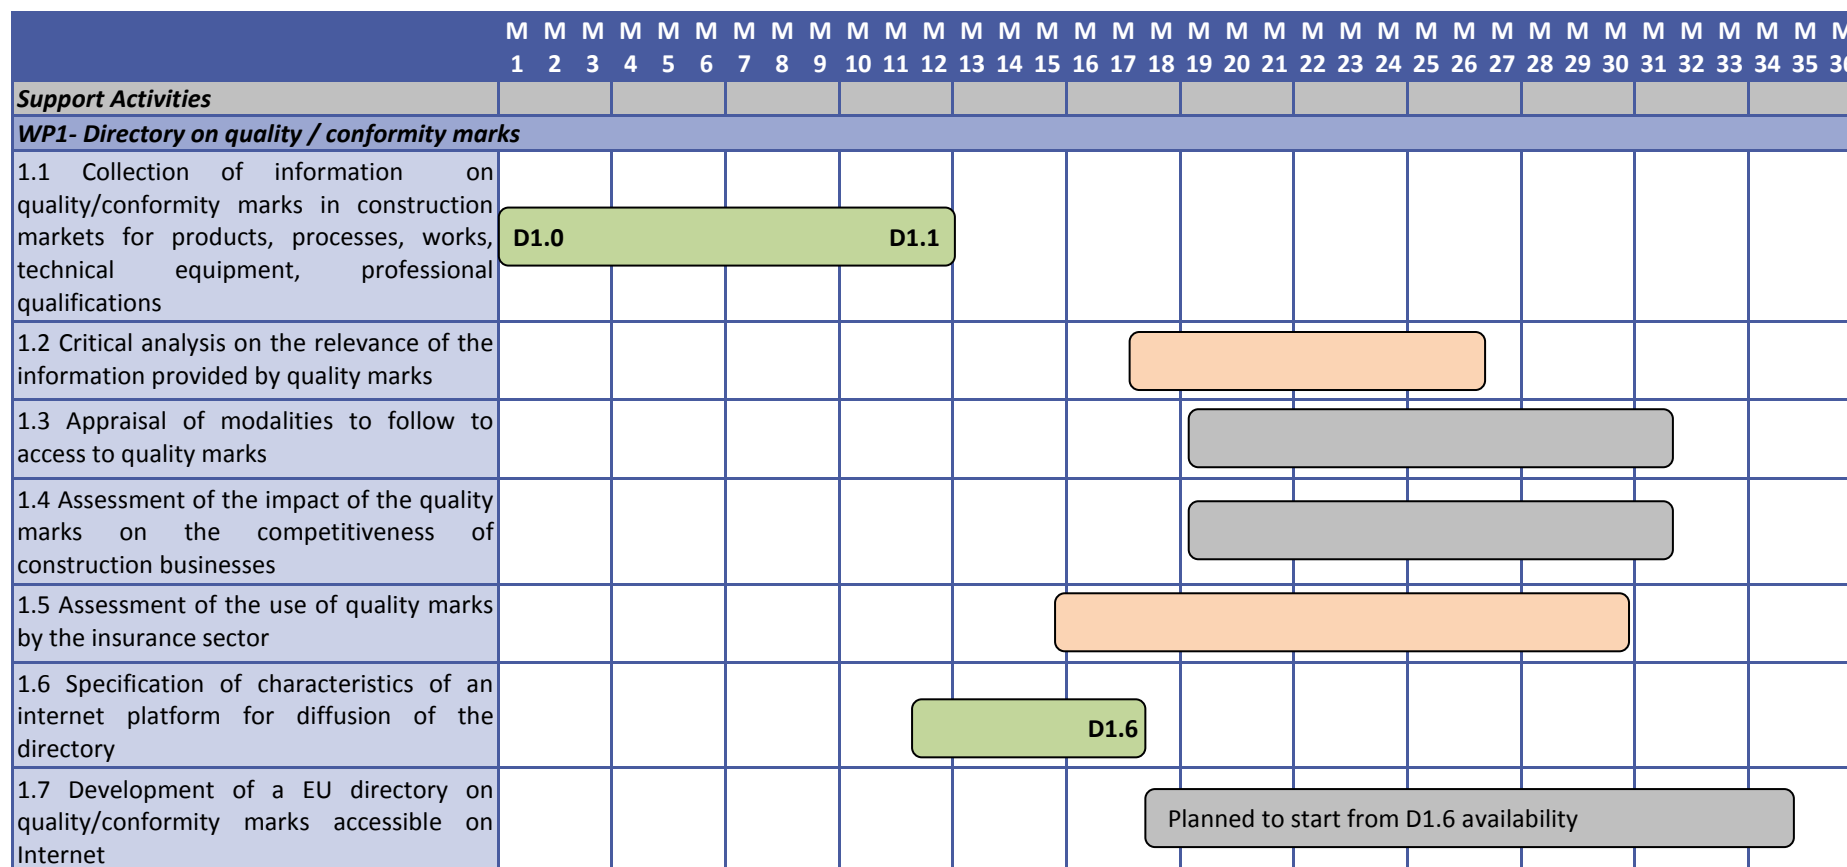 M M M M M M M M M M M M M M M M M M M M M M M M M M M M M M M M M M M M
1 2 3 4 5 6 7 8 9 10 11 12 13 14 15 16 17 18 19 20 21 22 23 24 25 26 27 28 29 30 31 32 33 34 35 36
Support Activities
WP1- Directory on quality / conformity marks
1.1 Collection of information on
quality/conformity marks in construction
markets for products, processes, works,
technical equipment, professional
qualifications
D1.0 D1.1
1.2 Critical analysis on the relevance of the
information provided by quality marks
1.3 Appraisal of modalities to follow to
access to quality marks
1.4 Assessment of the impact of the quality
marks on the competitiveness of
construction businesses
1.5 Assessment of the use of quality marks
by the insurance sector
1.6 Specification of characteristics of an
internet platform for diffusion of the
directory
D1.6
1.7 Development of a EU directory on
quality/conformity marks accessible on
Internet
Planned to start from D1.6 availability